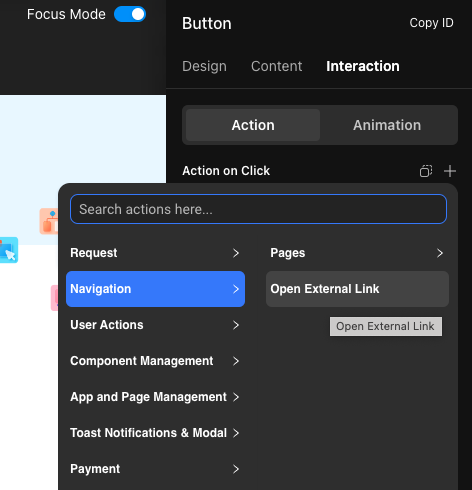 Focus Mode
Button
Copy ID
Design
Content
Interaction
Action
Animation
Action on Click
Search actions here...
Request
Pages
Navigation
Open External Link
User Actions
Open External Link
Component Management
App and Page Management
Toast Notifications & Modal
Payment